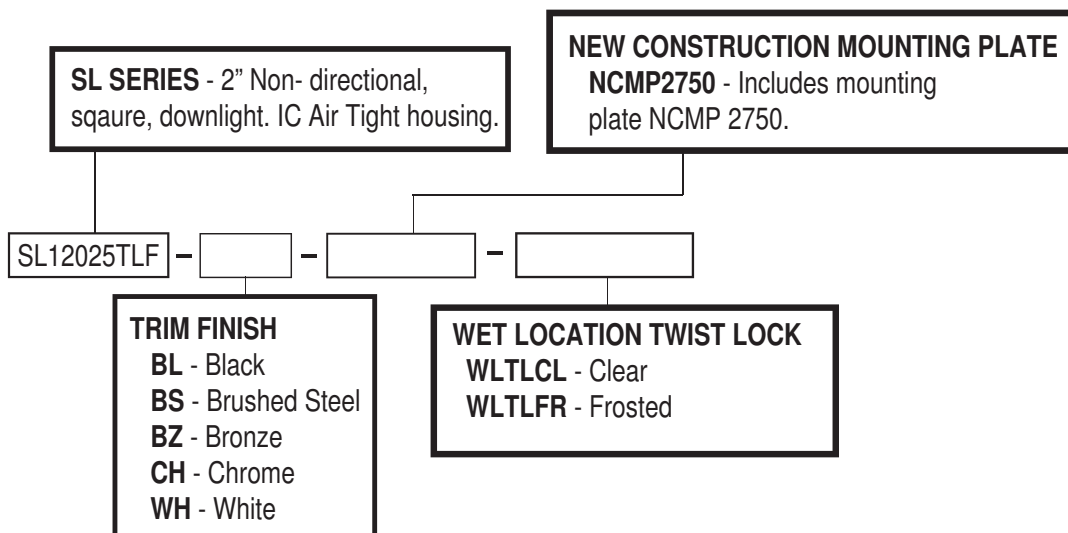 SL SERIES - 2” Non- directional,
sqaure, downlight. IC Air Tight housing.
NEW CONSTRUCTION MOUNTING PLATE
NCMP2750 - Includes mounting
plate NCMP 2750.
SL12025TLF - - -
TRIM FINISH
BL - Black
BS - Brushed Steel
BZ - Bronze
CH - Chrome
WH - White
WET LOCATION TWIST LOCK
WLTLCL - Clear
WLTLFR - Frosted